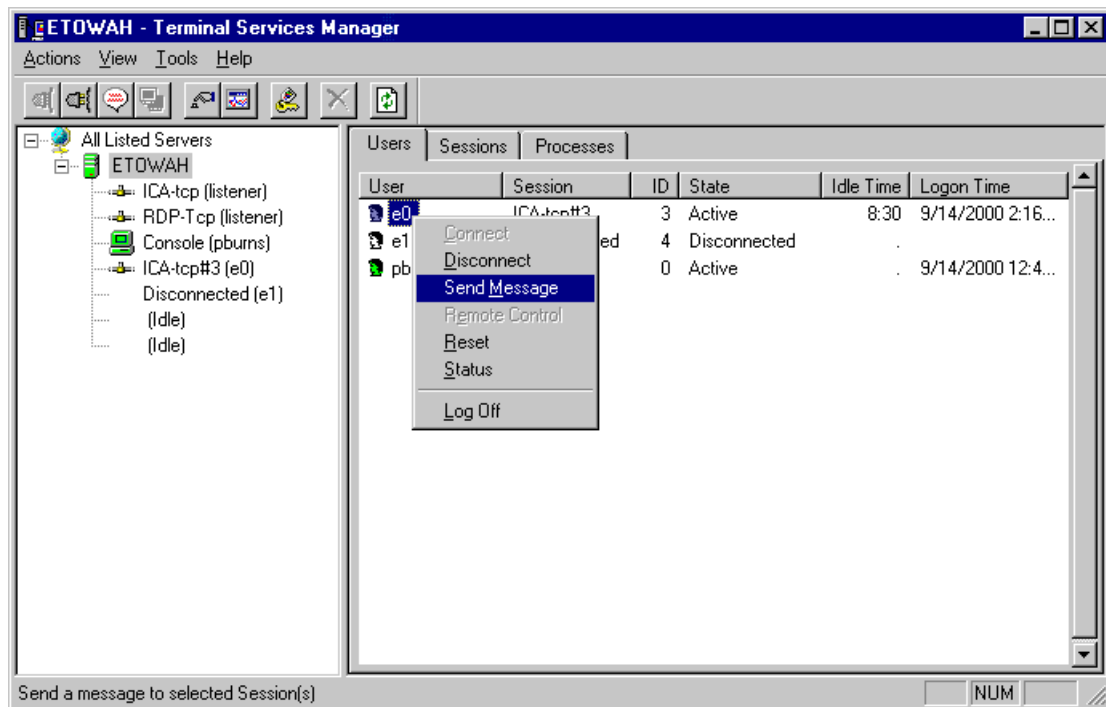 ETOWAH - Terminal Services Manager
Actions View Tools Help
All Listed Servers
ETOWAH
ICA-tcp (listener)
RDP-Tcp (listener)
Console (pburns)
ICA-tcp#3 (e0)
Disconnected (e1)
(Idle)
(Idle)
Users Sessions Processes
User Session ID State Idle Time Logon Time
e0 ICA-tcp#3 3 Active 8:30 9/14/2000 2:16...
e1 ed 4 Disconnected .
pb 0 Active . 9/14/2000 12:4...
Connect
Disconnect
Send Message
Remote Control
Reset
Status
Log Off
Send a message to selected Session(s)
NUM